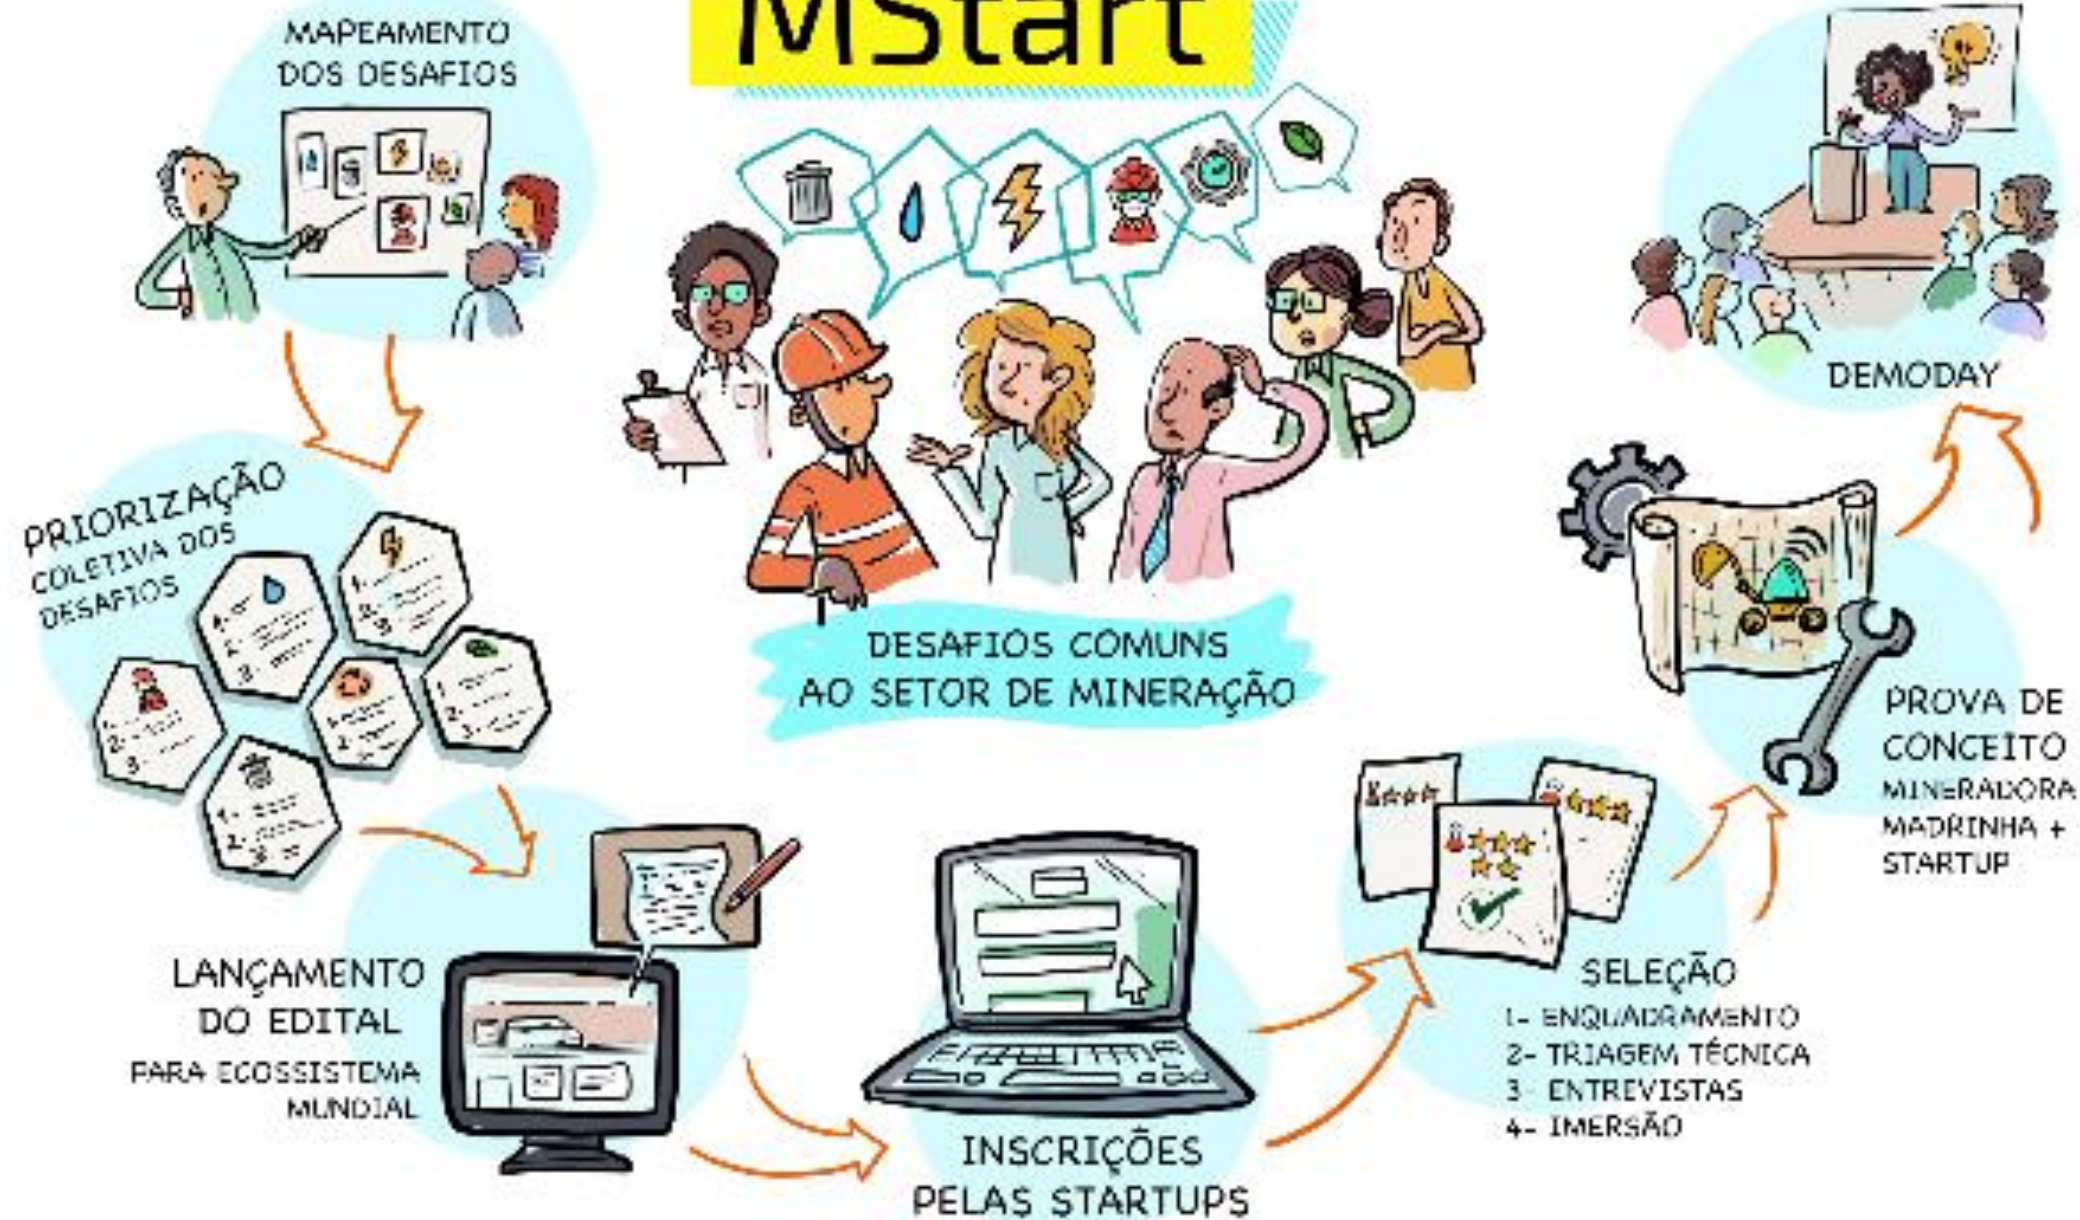 MStart
MAPEAMENTO
DOS DESAFIOS
PRIORIZAÇÃO
COLETIVA DOS
DESAFIOS
DESAFIOS COMUNS
AO SETOR DE MINERAÇÃO
LANÇAMENTO
DO EDITAL
PARA ECOSSISTEMA
MUNDIAL
INSCRIÇÕES
PELAS STARTUPS
SELEÇÃO
1- ENQUADRAMENTO
2- TRIAGEM TÉCNICA
3- ENTREVISTAS
4- IMERSÃO
PROVA DE
CONCEITO
MINERADORA
MADRINHA +
STARTUP
DEMODAY